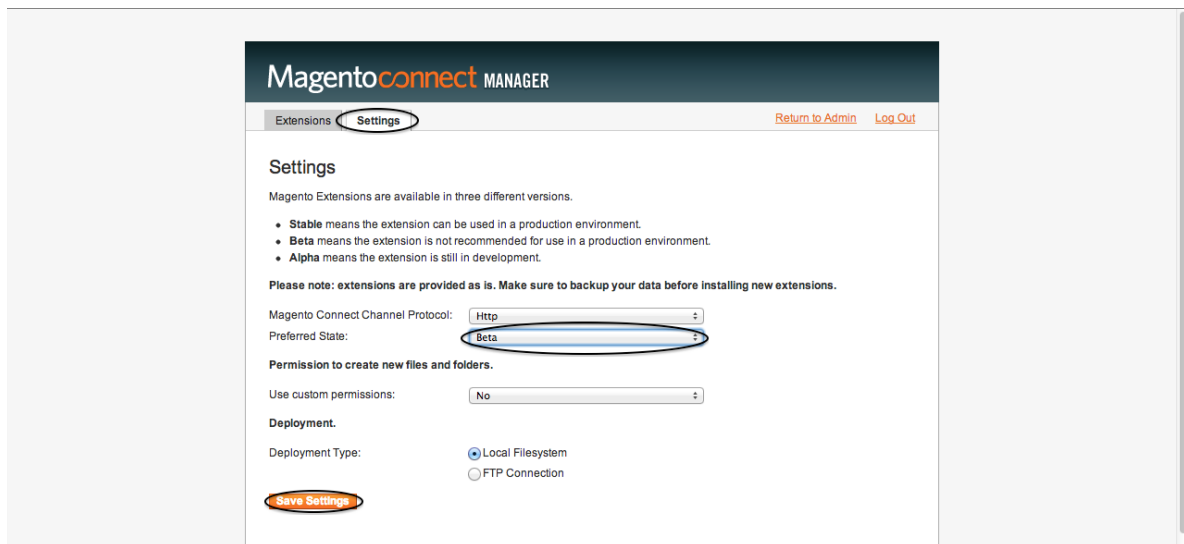 Magentoconnect MANAGER
Extensions Settings Return to Admin Log Out
Settings
Magento Extensions are available in three different versions.
Stable means the extension can be used in a production environment.
Beta means the extension is not recommended for use in a production environment.
Alpha means the extension is still in development.
Please note: extensions are provided as is. Make sure to backup your data before installing new extensions.
Magento Connect Channel Protocol: Http
Preferred State: Beta
Permission to create new files and folders.
Use custom permissions: No
Deployment.
Deployment Type: Local Filesystem
FTP Connection
Save Settings